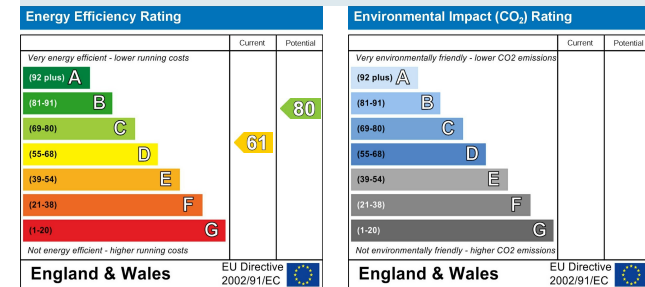 Energy Efficiency Rating
Current Potential
Very energy efficient - lower running costs
(92 plus) A
(81-91) B
(69-80) C
(55-68) D
(39-54) E
(21-38) F
(1-20) G
80
61
Not energy efficient - higher running costs
England & Wales
EU Directive
2002/91/EC
Environmental Impact (CO₂) Rating
Current Potential
Very environmentally friendly - lower CO2 emissions
(92 plus) A
(81-91) B
(69-80) C
(55-68) D
(39-54) E
(21-38) F
(1-20) G
Not environmentally friendly - higher CO2 emissions
England & Wales
EU Directive
2002/91/EC